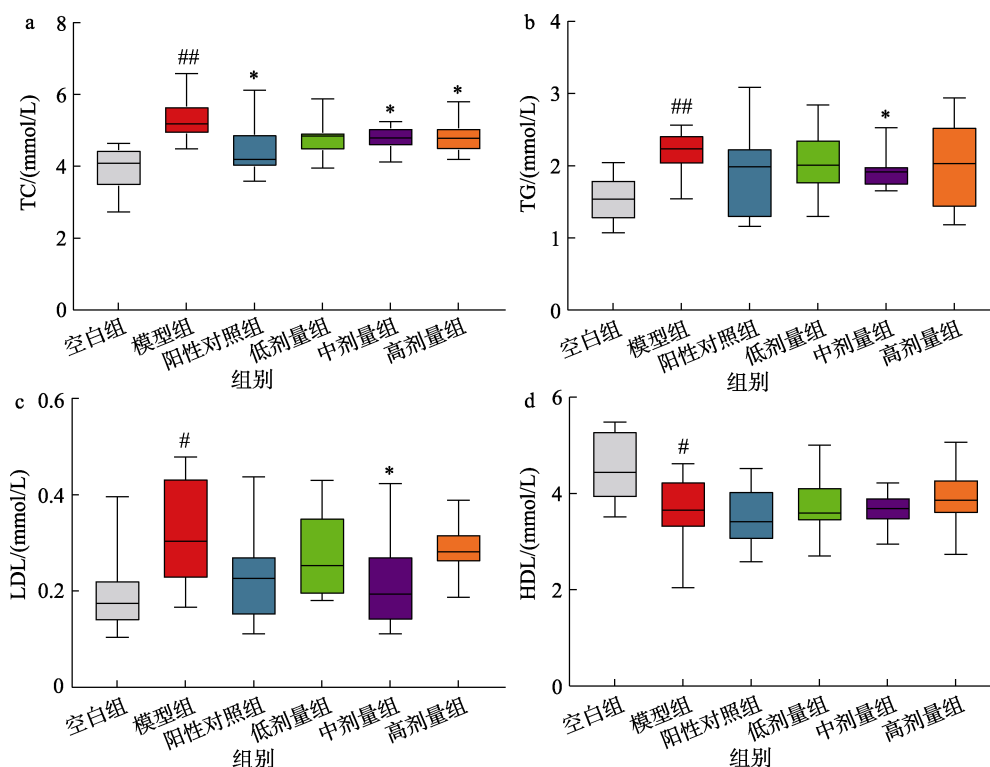 a
8
6
4
2
0
TC/(mmol/L)
##
*
*
*
空白组
模型组
阳性对照组
低剂量组
中剂量组
高剂量组
组别
b
4
3
2
1
0
TG/(mmol/L)
##
*
空白组
模型组
阳性对照组
低剂量组
中剂量组
高剂量组
组别
c
0.6
0.4
0.2
0
LDL/(mmol/L)
#
*
空白组
模型组
阳性对照组
低剂量组
中剂量组
高剂量组
组别
d
6
4
2
0
HDL/(mmol/L)
#
空白组
模型组
阳性对照组
低剂量组
中剂量组
高剂量组
组别